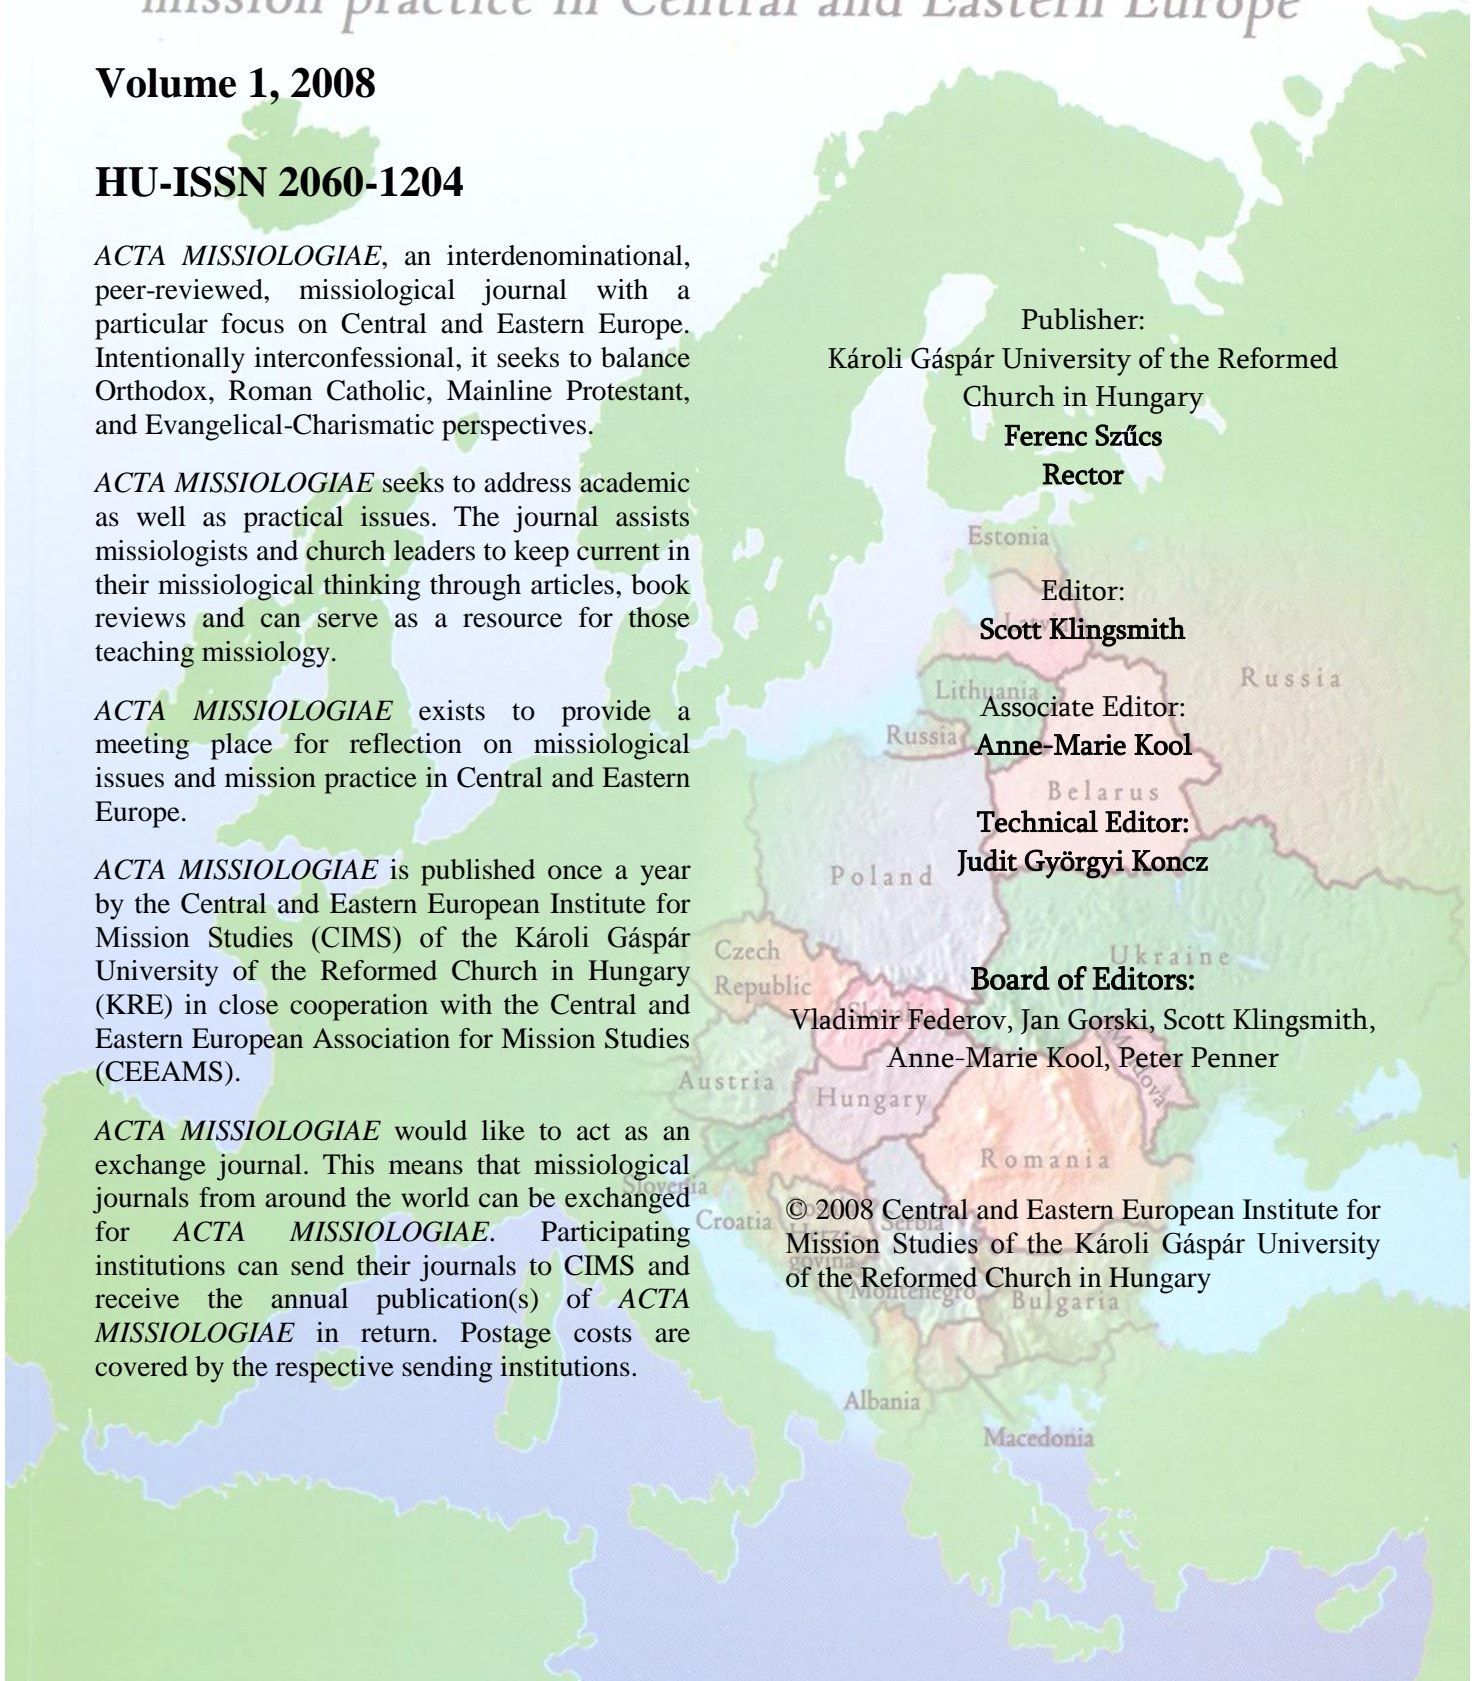 mission practice in Central and Eastern Europe
Volume 1, 2008
HU-ISSN 2060-1204
ACTA MISSIOLOGIAE, an interdenominational,
peer-reviewed, missiological journal with a
particular focus on Central and Eastern Europe.
Intentionally interconfessional, it seeks to balance
Orthodox, Roman Catholic, Mainline Protestant,
and Evangelical-Charismatic perspectives.
ACTA MISSIOLOGIAE seeks to address academic
as well as practical issues. The journal assists
missiologists and church leaders to keep current in
their missiological thinking through articles, book
reviews and can serve as a resource for those
teaching missiology.
ACTA MISSIOLOGIAE exists to provide a
meeting place for reflection on missiological
issues and mission practice in Central and Eastern
Europe.
ACTA MISSIOLOGIAE is published once a year
by the Central and Eastern European Institute for
Mission Studies (CIMS) of the Károli Gáspár
University of the Reformed Church in Hungary
(KRE) in close cooperation with the Central and
Eastern European Association for Mission Studies
(CEEAMS).
ACTA MISSIOLOGIAE would like to act as an
exchange journal. This means that missiological
journals from around the world can be exchanged
for ACTA MISSIOLOGIAE. Participating
institutions can send their journals to CIMS and
receive the annual publication(s) of ACTA
MISSIOLOGIAE in return. Postage costs are
covered by the respective sending institutions.
Publisher:
Károli Gáspár University of the Reformed
Church in Hungary
Ferenc Szűcs
Rector
Editor:
Scott Klingsmith
Associate Editor:
Anne-Marie Kool
Technical Editor:
Judit Györgyi Koncz
Board of Editors:
Vladimir Federov, Jan Gorski, Scott Klingsmith,
Anne-Marie Kool, Peter Penner
© 2008 Central and Eastern European Institute for
Mission Studies of the Károli Gáspár University
of the Reformed Church in Hungary
Estonia
Lithuania
Russia
Russia
Belarus
Poland
Ukraine
Czech
Republic
Austria
Hungary
Romania
Slovenia
Croatia
Serbia
govina
Montenegro
Bulgaria
Albania
Macedonia